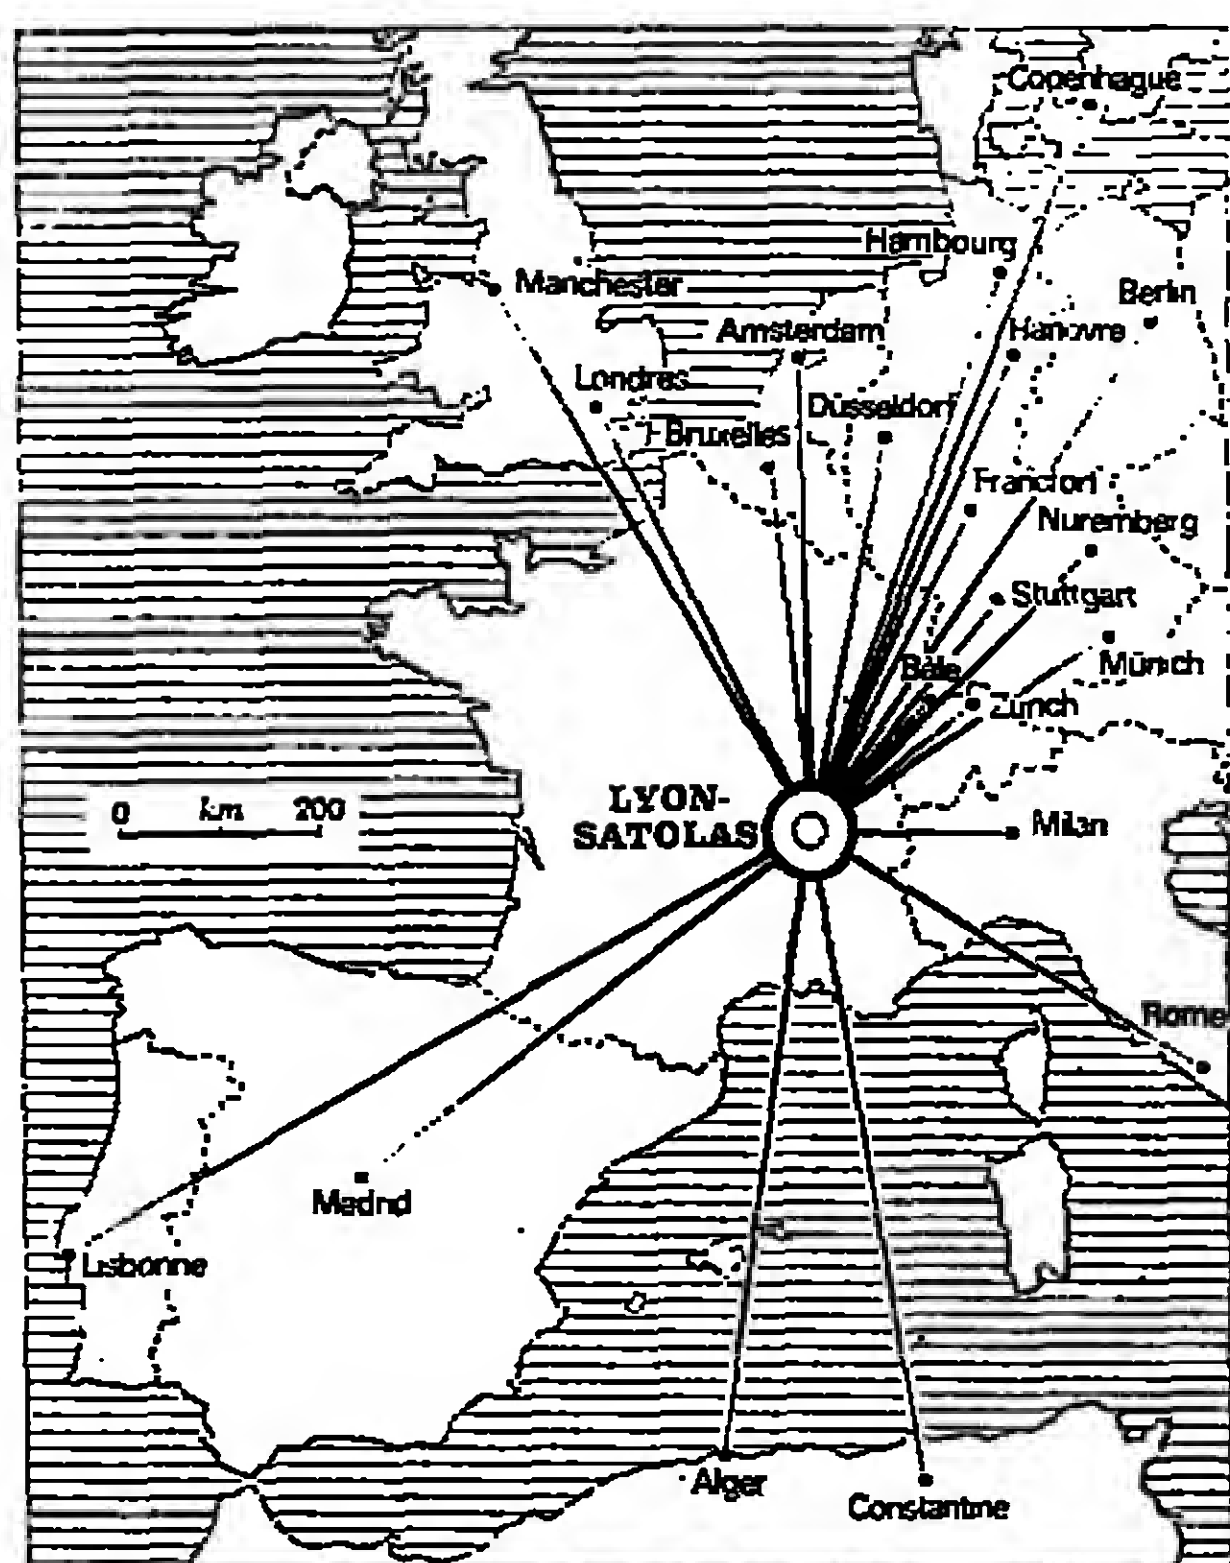 Copenhague
Hambourg
Manchester
Berlin
Amsterdam
Hanovre
Londres
Düsseldorf
Bruxelles
Francfort
Nuremberg
Stuttgart
Bâle
Münich
Zürich
0 km 200
LYON-
SATOLAS
Milan
Rome
Madrid
Lisbonne
Alger
Constantine